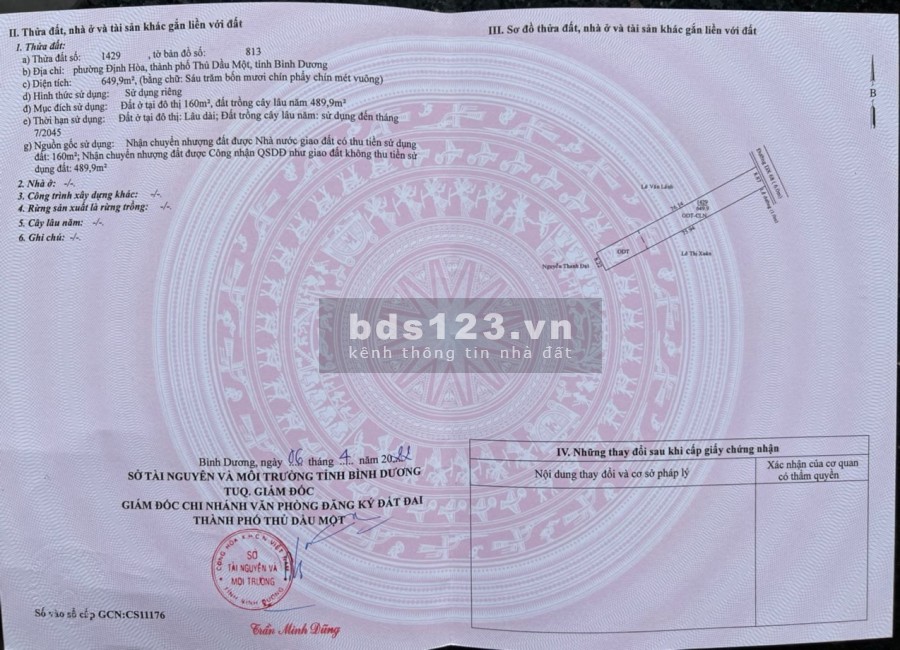 II. Thửa đất, nhà ở và tài sản khác gắn liền với đất
1. Thửa đất:
a) Thửa đất số: 1429 , tờ bản đồ số: 813
b) Địa chỉ: phường Định Hòa, thành phố Thủ Dầu Một, tỉnh Bình Dương
c) Diện tích: 649,9m², (bằng chữ: Sáu trăm bốn mươi chín phẩy chín mét vuông)
d) Hình thức sử dụng: Sử dụng riêng
đ) Mục đích sử dụng: Đất ở tại đô thị 160m², đất trồng cây lâu năm 489,9m²
e) Thời hạn sử dụng: Đất ở tại đô thị: Lâu dài; Đất trồng cây lâu năm: sử dụng đến tháng
7/2045
g) Nguồn gốc sử dụng: Nhận chuyển nhượng đất được Nhà nước giao đất có thu tiền sử dụng
đất: 160m²; Nhận chuyển nhượng đất được Công nhận QSDĐ như giao đất không thu tiền sử
dụng đất: 489,9m²
2. Nhà ở: -/-
3. Công trình xây dựng khác: -/-
4. Rừng sản xuất là rừng trồng: -/-
5. Cây lâu năm: -/-
6. Ghi chú: -/-
Bình Dương, ngày 06 tháng 4 năm 2022
SỞ TÀI NGUYÊN VÀ MÔI TRƯỜNG TỈNH BÌNH DƯƠNG
TUQ. GIÁM ĐỐC
GIÁM ĐỐC CHI NHÁNH VĂN PHÒNG ĐĂNG KÝ ĐẤT ĐAI
THÀNH PHỐ THỦ DẦU MỘT
SỞ
TÀI NGUYÊN VÀ
MÔI TRƯỜNG
TỈNH BÌNH DƯƠNG
Trần Minh Dũng
Số vào sổ cấp GCN:CS11176
III. Sơ đồ thửa đất, nhà ở và tài sản khác gắn liền với đất
B
Lê Văn Lành
1429
649.9
ODT-CLN
ODT
Lê Thị Xuân
Nguyễn Thanh Đại
bds123.vn
kênh thông tin nhà đất
IV. Những thay đổi sau khi cấp giấy chứng nhận
Nội dung thay đổi và cơ sở pháp lý
Xác nhận của cơ quan
có thẩm quyền